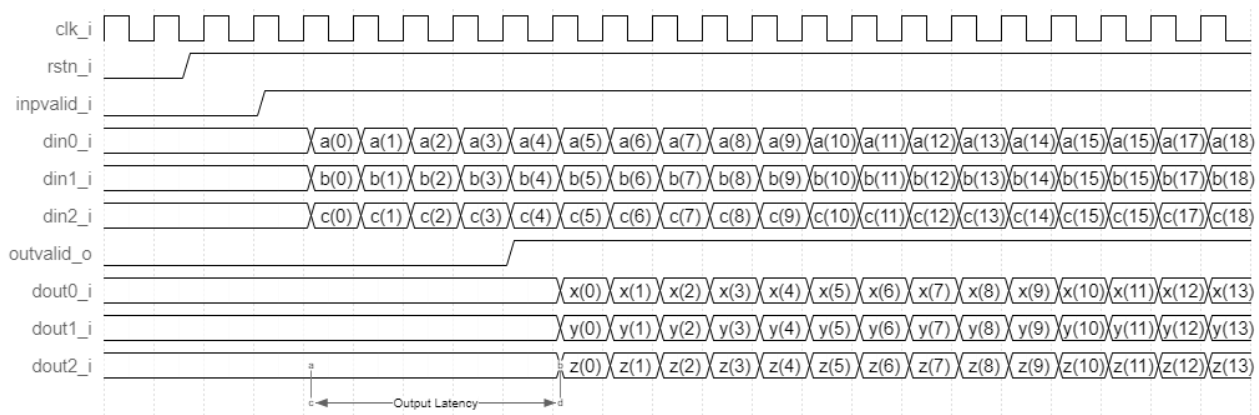 clk_i
rstn_i
inpvalid_i
din0_i a(0) a(1) a(2) a(3) a(4) a(5) a(6) a(7) a(8) a(9) a(10) a(11) a(12) a(13) a(14) a(15) a(15) a(17) a(18)
din1_i b(0) b(1) b(2) b(3) b(4) b(5) b(6) b(7) b(8) b(9) b(10) b(11) b(12) b(13) b(14) b(15) b(15) b(17) b(18)
din2_i c(0) c(1) c(2) c(3) c(4) c(5) c(6) c(7) c(8) c(9) c(10) c(11) c(12) c(13) c(14) c(15) c(15) c(17) c(18)
outvalid_o
dout0_i x(0) x(1) x(2) x(3) x(4) x(5) x(6) x(7) x(8) x(9) x(10) x(11) x(12) x(13)
dout1_i y(0) y(1) y(2) y(3) y(4) y(5) y(6) y(7) y(8) y(9) y(10) y(11) y(12) y(13)
dout2_i a b z(0) z(1) z(2) z(3) z(4) z(5) z(6) z(7) z(8) z(9) z(10) z(11) z(12) z(13)
c Output Latency d